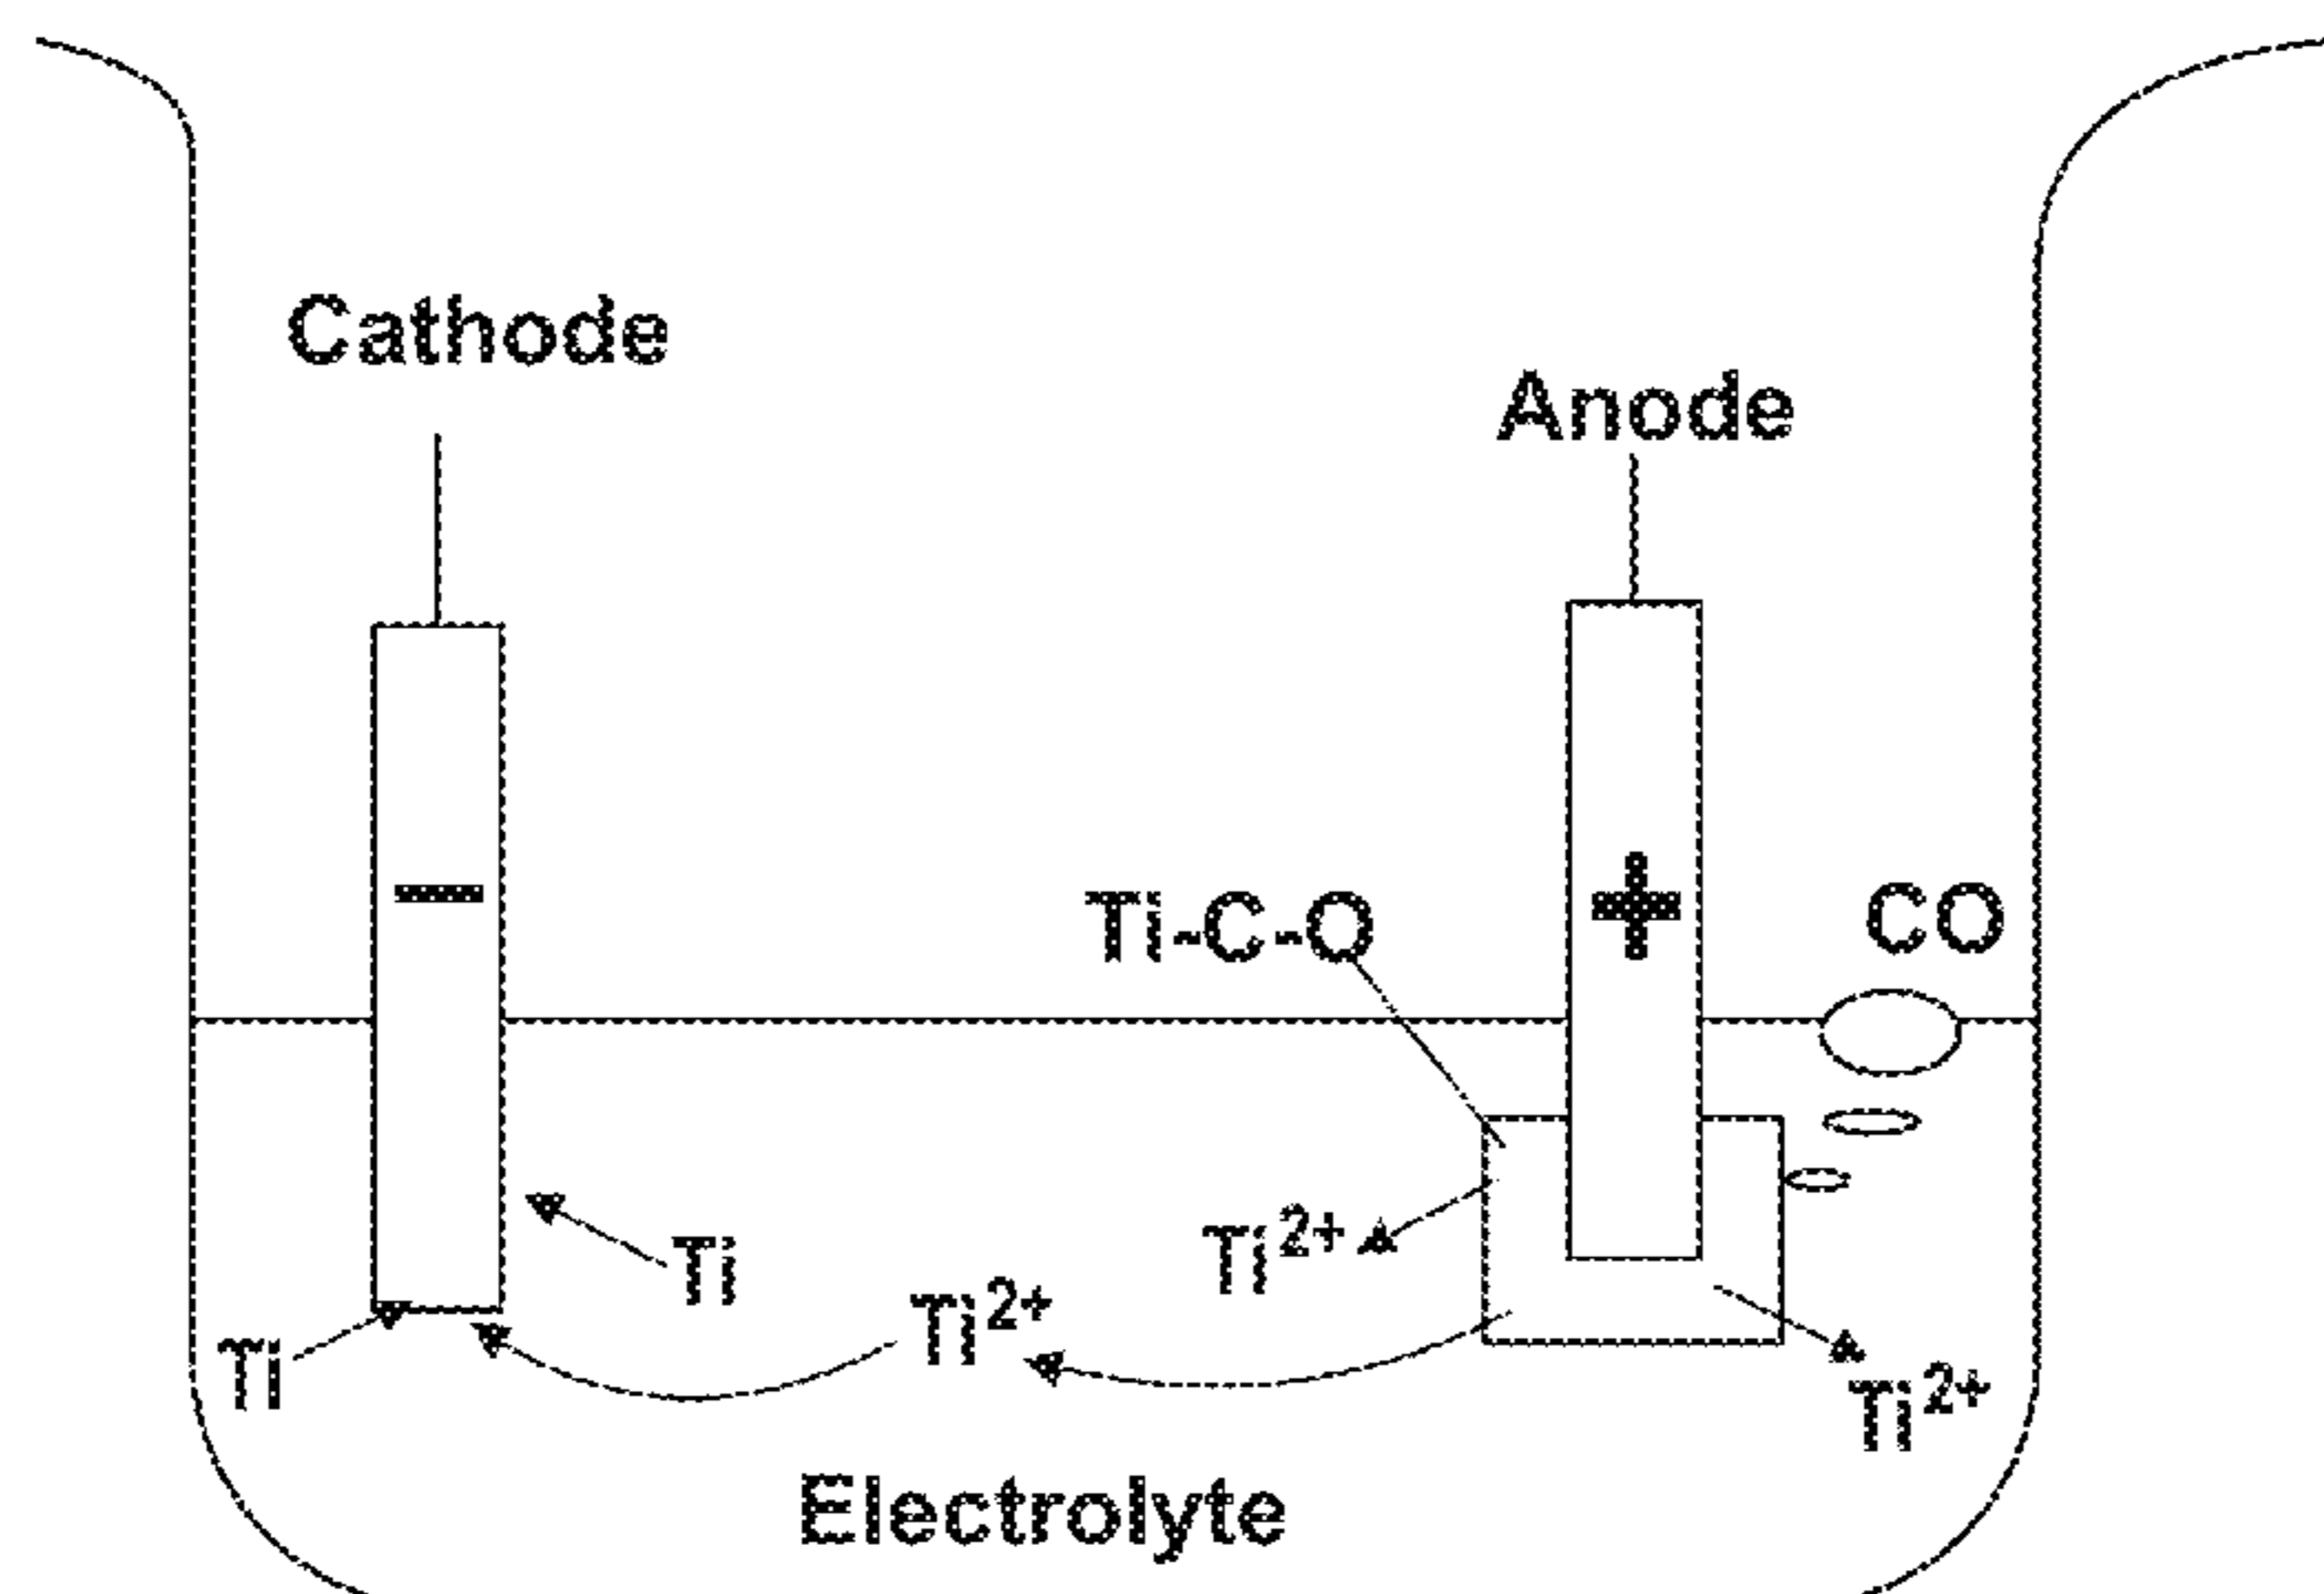 Cathode
Anode
−
+
Ti-C-O
CO
Ti
Ti²⁺
Ti²⁺
Ti
Ti²⁺
Electrolyte